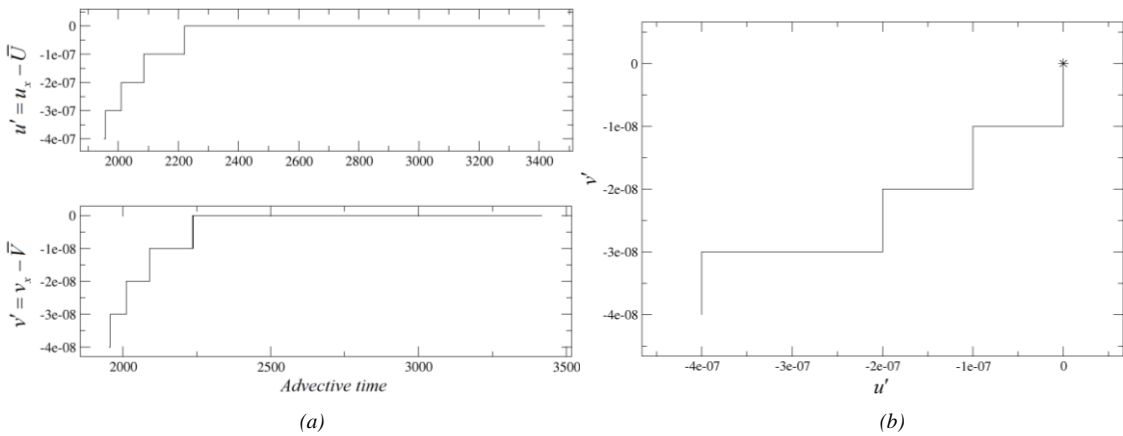 0
-1e-07
-2e-07
-3e-07
-4e-07
u' = u_x − U̅
2000 2200 2400 2600 2800 3000 3200 3400
0
-1e-08
-2e-08
-3e-08
-4e-08
v' = v_x − V̅
2000 2500 3000 3500
Advective time
(a)
0
-1e-08
-2e-08
-3e-08
-4e-08
v'
-4e-07 -3e-07 -2e-07 -1e-07 0
u'
(b)